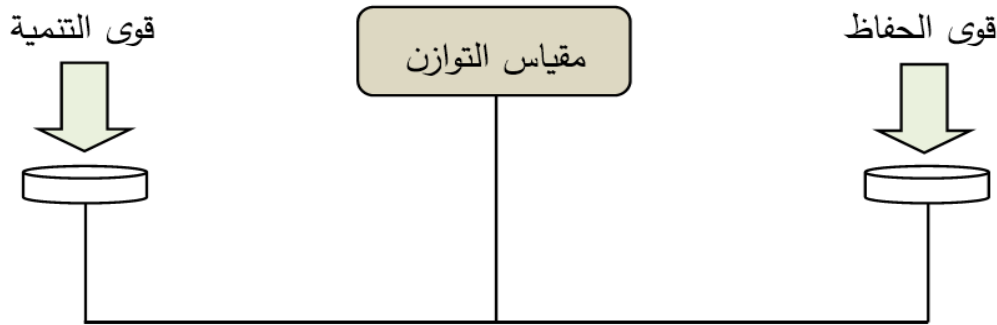 قوى الحفاظ
مقياس التوازن
قوى التنمية